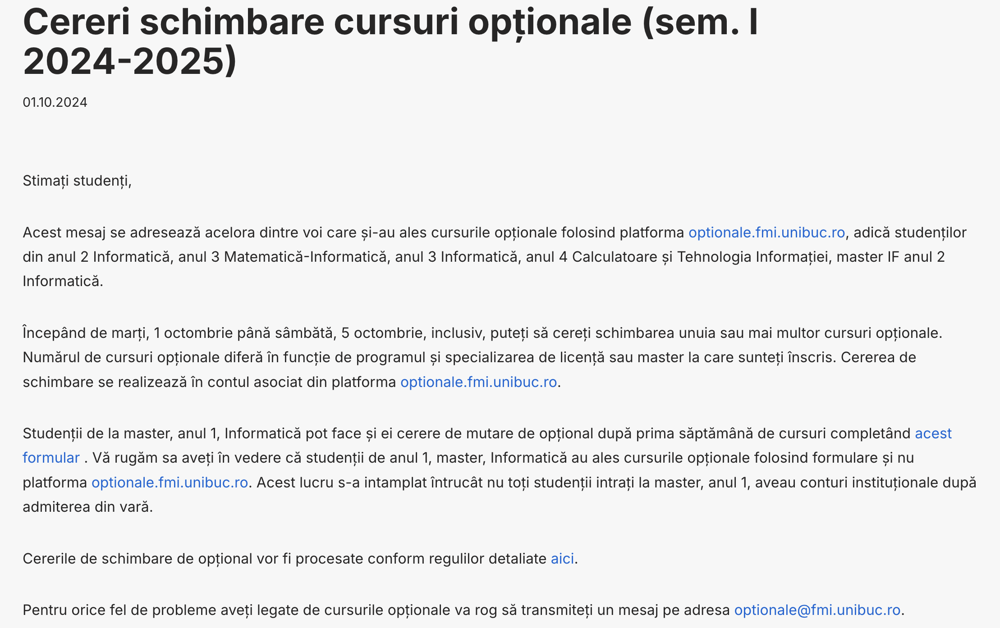 Cereri schimbare cursuri opționale (sem. I
2024-2025)
01.10.2024
Stimați studenți,
Acest mesaj se adresează acelora dintre voi care și-au ales cursurile opționale folosind platforma optionale.fmi.unibuc.ro, adică studenților
din anul 2 Informatică, anul 3 Matematică-Informatică, anul 3 Informatică, anul 4 Calculatoare și Tehnologia Informației, master IF anul 2
Informatică.
Începând de marți, 1 octombrie până sâmbătă, 5 octombrie, inclusiv, puteți să cereți schimbarea unuia sau mai multor cursuri opționale.
Numărul de cursuri opționale diferă în funcție de programul și specializarea de licență sau master la care sunteți înscris. Cererea de
schimbare se realizează în contul asociat din platforma optionale.fmi.unibuc.ro.
Studenții de la master, anul 1, Informatică pot face și ei cerere de mutare de opțional după prima săptămână de cursuri completând acest
formular . Vă rugăm sa aveți în vedere că studenții de anul 1, master, Informatică au ales cursurile opționale folosind formulare și nu
platforma optionale.fmi.unibuc.ro. Acest lucru s-a intamplat întrucât nu toți studenții intrați la master, anul 1, aveau conturi instituționale după
admiterea din vară.
Cererile de schimbare de opțional vor fi procesate conform regulilor detaliate aici.
Pentru orice fel de probleme aveți legate de cursurile opționale va rog să transmiteți un mesaj pe adresa optionale@fmi.unibuc.ro.